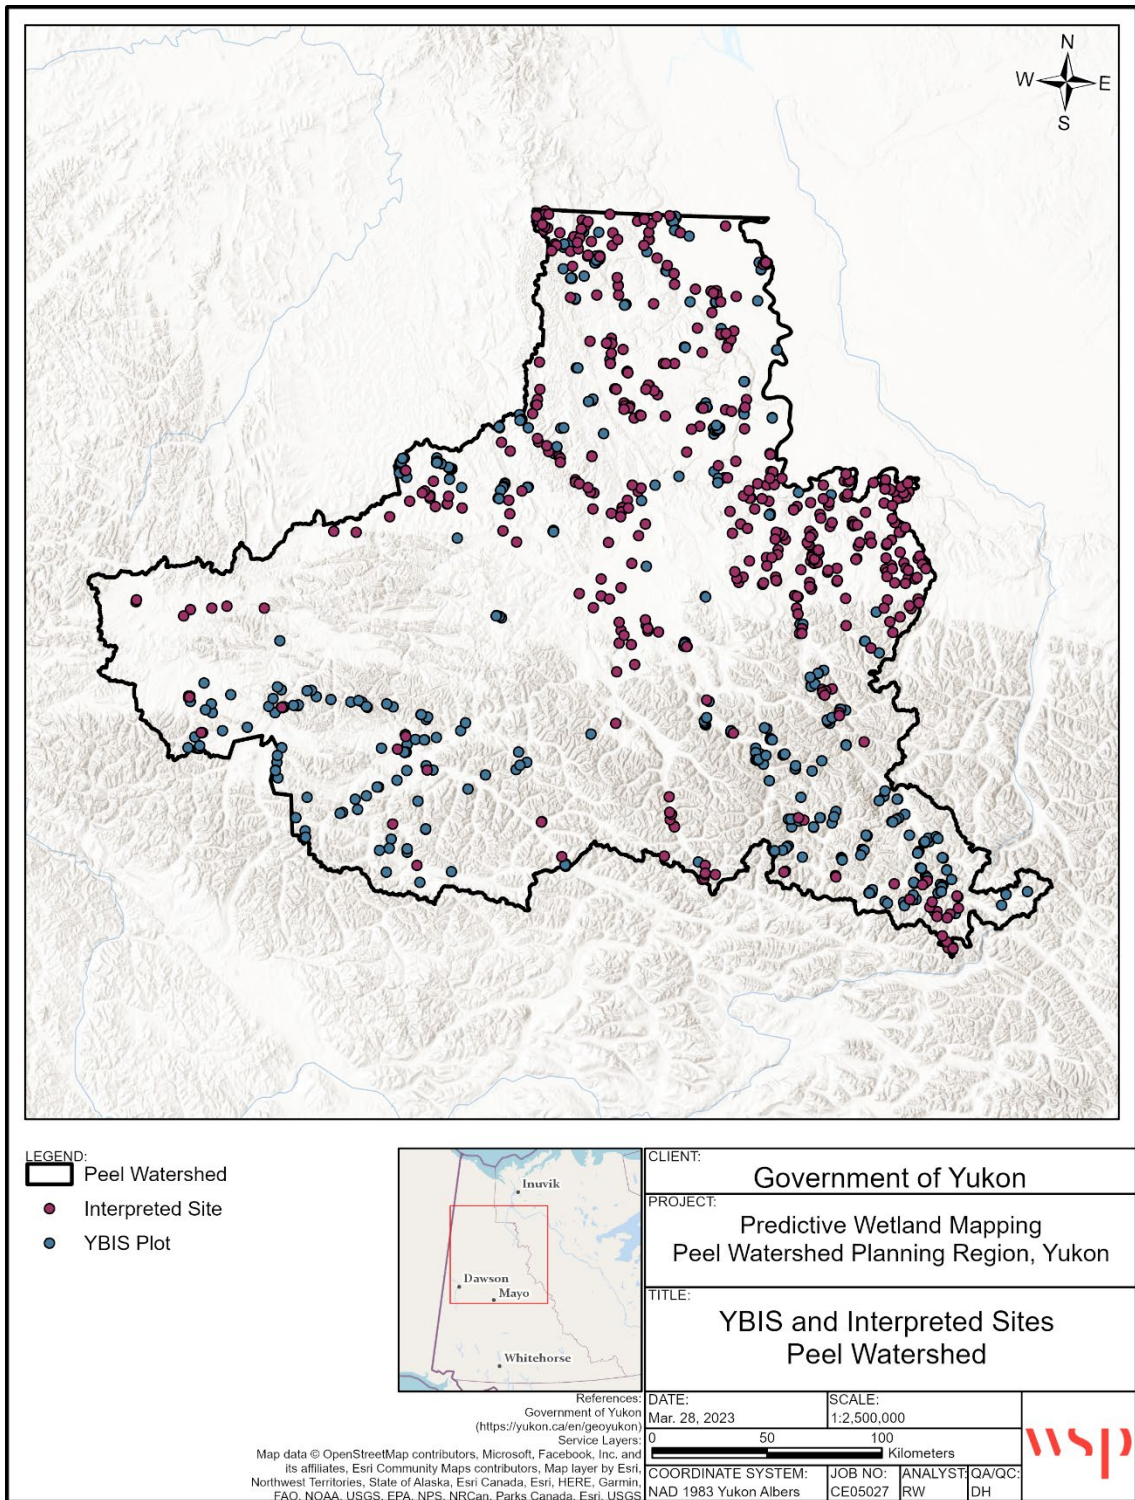 N
W E
S
LEGEND:
Peel Watershed
Interpreted Site
YBIS Plot
Inuvik
Dawson
Mayo
Whitehorse
CLIENT:
Government of Yukon
PROJECT:
Predictive Wetland Mapping
Peel Watershed Planning Region, Yukon
TITLE:
YBIS and Interpreted Sites
Peel Watershed
References:
Government of Yukon
(https://yukon.ca/en/geoyukon)
Service Layers:
Map data © OpenStreetMap contributors, Microsoft, Facebook, Inc. and
its affiliates, Esri Community Maps contributors, Map layer by Esri,
Northwest Territories, State of Alaska, Esri Canada, Esri, HERE, Garmin,
FAO, NOAA, USGS, EPA, NPS, NRCan, Parks Canada, Esri, USGS
DATE:
Mar. 28, 2023
SCALE:
1:2,500,000
0 50 100
Kilometers
COORDINATE SYSTEM:
NAD 1983 Yukon Albers
JOB NO:
CE05027
ANALYST:
RW
QA/QC:
DH
wsp